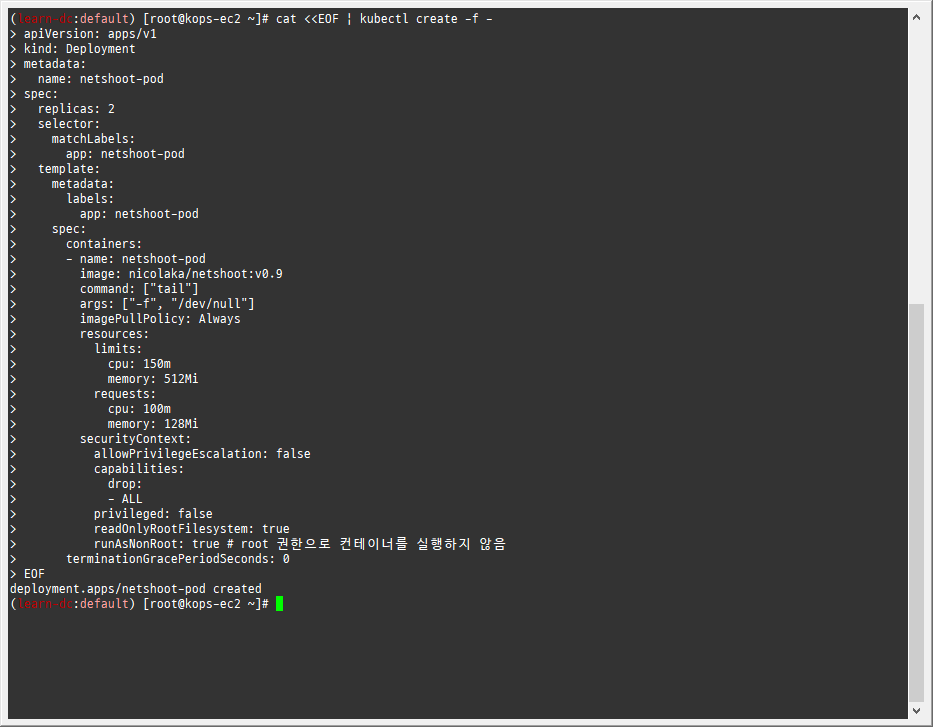 (learn-dc:default) [root@kops-ec2 ~]# cat <<EOF | kubectl create -f -
> apiVersion: apps/v1
> kind: Deployment
> metadata:
>   name: netshoot-pod
> spec:
>   replicas: 2
>   selector:
>     matchLabels:
>       app: netshoot-pod
>   template:
>     metadata:
>       labels:
>         app: netshoot-pod
>     spec:
>       containers:
>       - name: netshoot-pod
>         image: nicolaka/netshoot:v0.9
>         command: ["tail"]
>         args: ["-f", "/dev/null"]
>         imagePullPolicy: Always
>         resources:
>           limits:
>             cpu: 150m
>             memory: 512Mi
>           requests:
>             cpu: 100m
>             memory: 128Mi
>         securityContext:
>           allowPrivilegeEscalation: false
>           capabilities:
>             drop:
>             - ALL
>           privileged: false
>           readOnlyRootFilesystem: true
>           runAsNonRoot: true # root 권한으로 컨테이너를 실행하지 않음
>       terminationGracePeriodSeconds: 0
> EOF
deployment.apps/netshoot-pod created
(learn-dc:default) [root@kops-ec2 ~]#